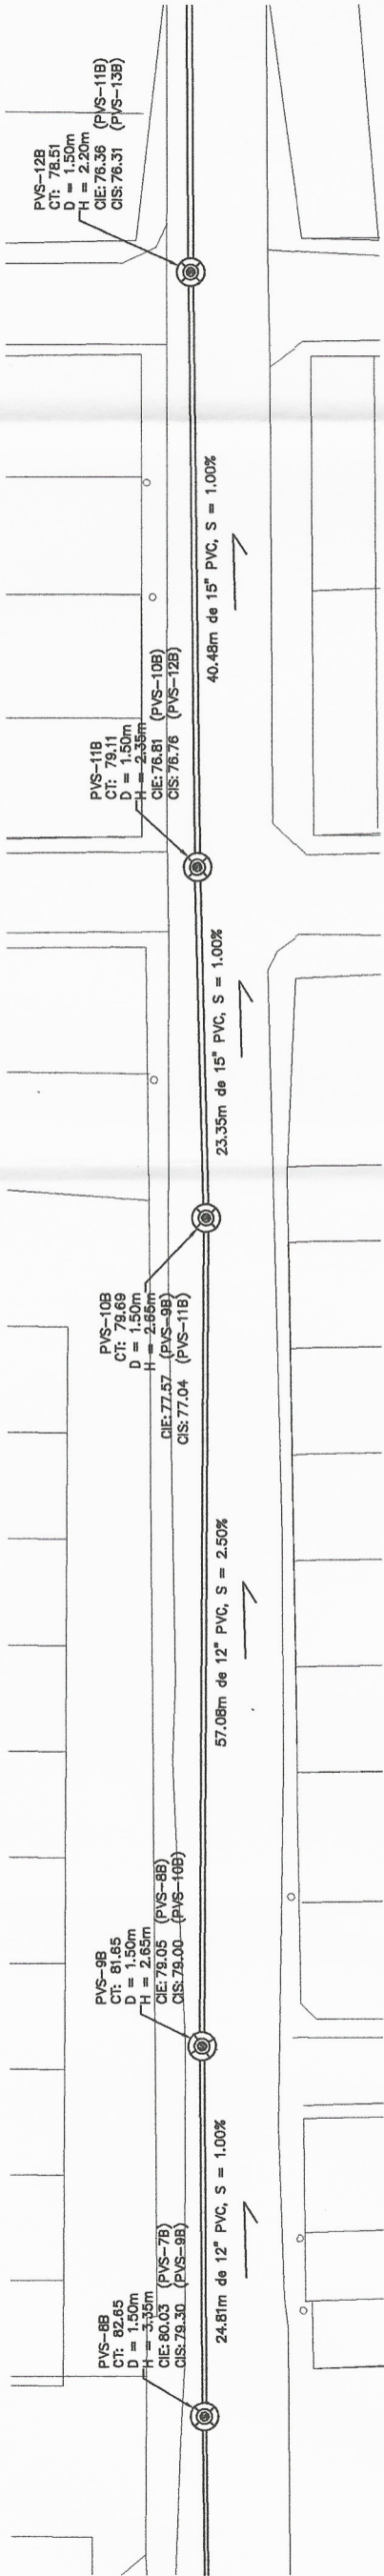 PVS-12B
CT: 78.51
D = 1.50m
H = 2.20m
CIE: 76.36 (PVS-11B)
CIS: 76.31 (PVS-13B)
40.48m de 15" PVC, S = 1.00%
PVS-11B
CT: 79.11
D = 1.50m
H = 2.35m
CIE: 76.81 (PVS-10B)
CIS: 76.76 (PVS-12B)
23.35m de 15" PVC, S = 1.00%
PVS-10B
CT: 79.69
D = 1.50m
H = 2.65m
CIE: 77.57 (PVS-9B)
CIS: 77.04 (PVS-11B)
57.08m de 12" PVC, S = 2.50%
PVS-9B
CT: 81.65
D = 1.50m
H = 2.65m
CIE: 79.05 (PVS-8B)
CIS: 79.00 (PVS-10B)
24.81m de 12" PVC, S = 1.00%
PVS-8B
CT: 82.65
D = 1.50m
H = 3.35m
CIE: 80.03 (PVS-7B)
CIS: 79.30 (PVS-9B)